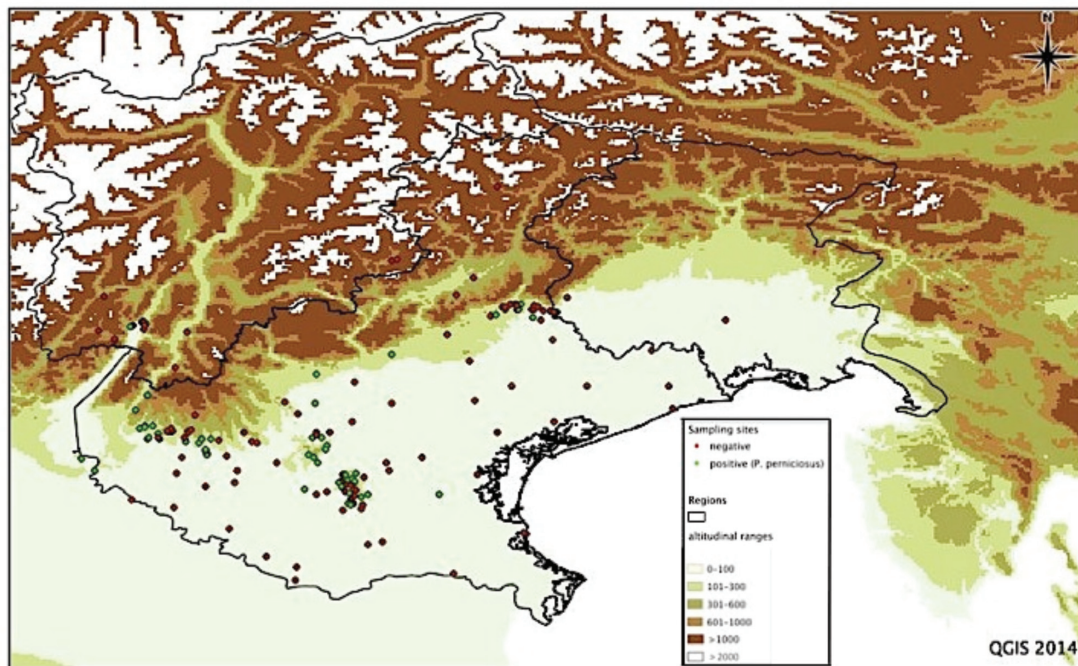 N
Sampling sites
negative
positive (P. perniciosus)
Regions
altitudinal ranges
0-100
101-300
301-600
601-1000
>1000
>2000
QGIS 2014